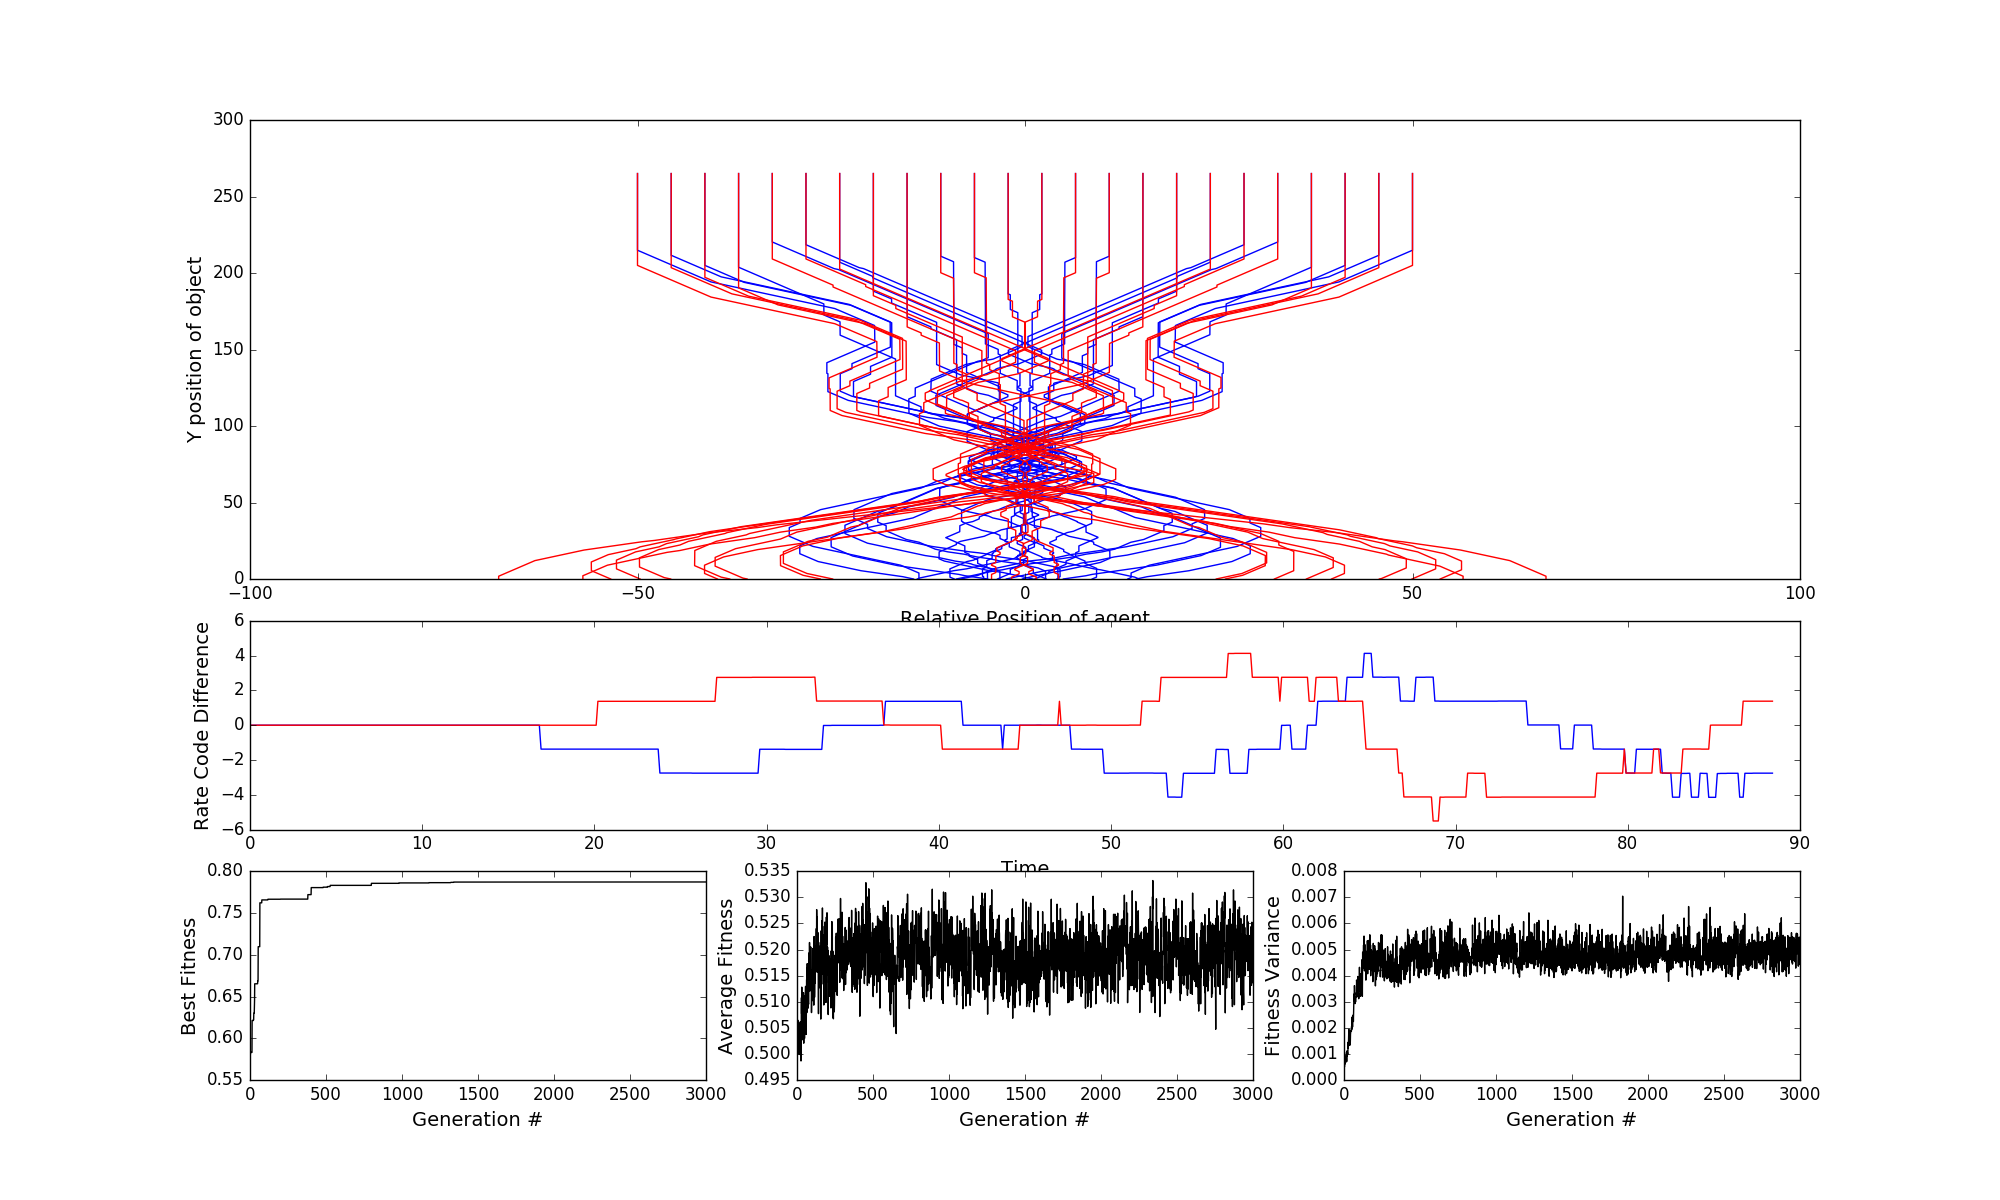 300
250
200
150
100
50
0
Y position of object
−100 −50 0 50 100
Relative Position of agent
6
4
2
0
−2
−4
−6
Rate Code Difference
0 10 20 30 40 50 60 70 80 90
Time
0.80
0.75
0.70
0.65
0.60
0.55
Best Fitness
0 500 1000 1500 2000 2500 3000
Generation #
0.535
0.530
0.525
0.520
0.515
0.510
0.505
0.500
0.495
Average Fitness
0 500 1000 1500 2000 2500 3000
Generation #
0.008
0.007
0.006
0.005
0.004
0.003
0.002
0.001
0.000
Fitness Variance
0 500 1000 1500 2000 2500 3000
Generation #